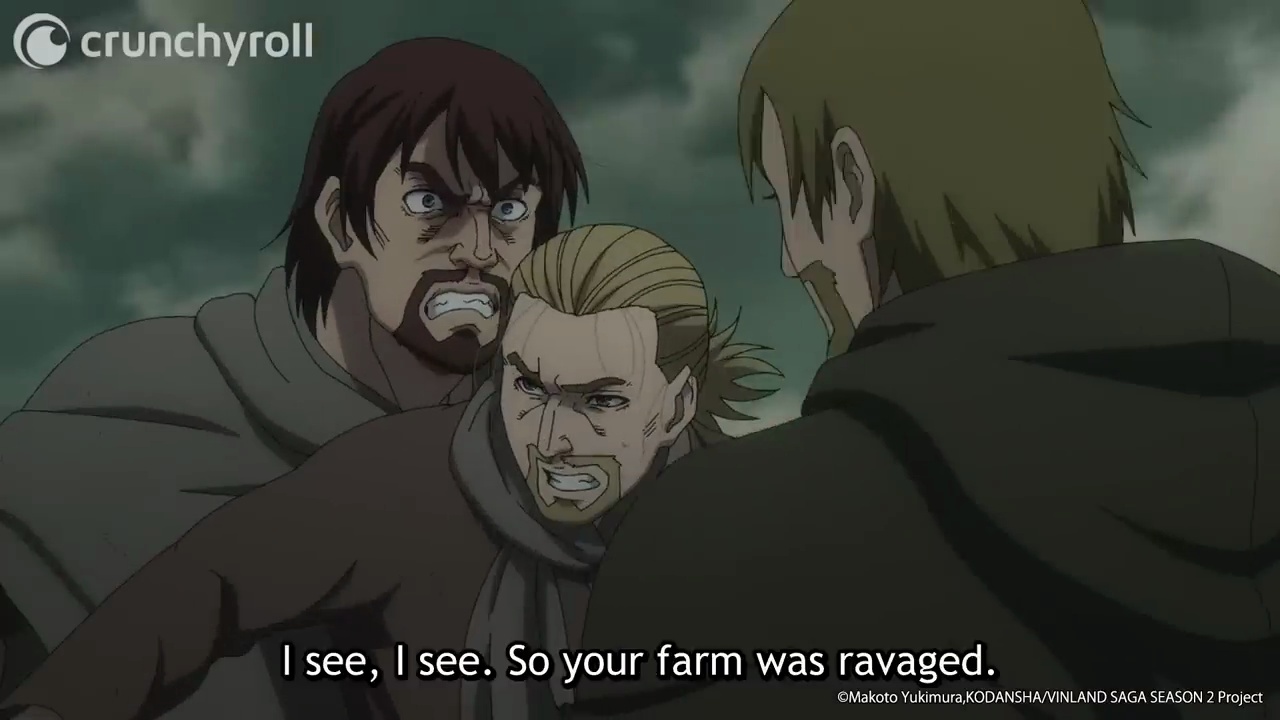 crunchyroll
I see, I see. So your farm was ravaged.
©Makoto Yukimura,KODANSHA/VINLAND SAGA SEASON 2 Project